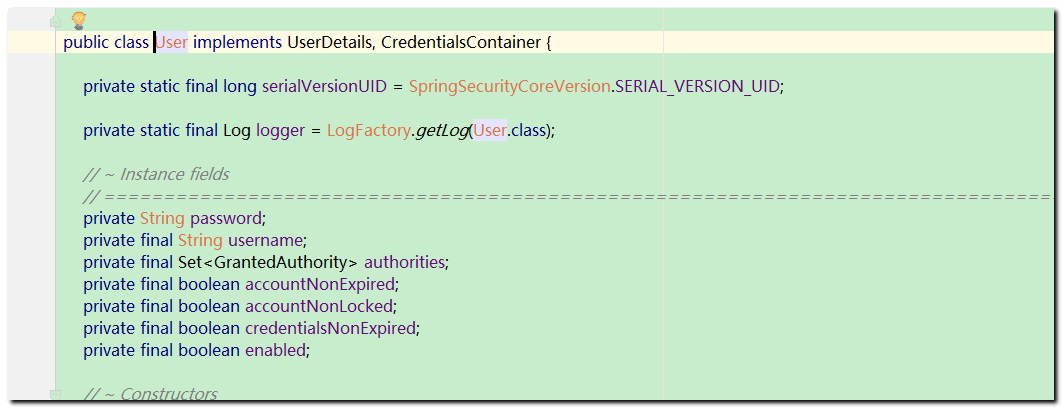 public class User implements UserDetails, CredentialsContainer {
private static final long serialVersionUID = SpringSecurityCoreVersion.SERIAL_VERSION_UID;
private static final Log logger = LogFactory.getLog(User.class);
// ~ Instance fields
// ================================================================================
private String password;
private final String username;
private final Set<GrantedAuthority> authorities;
private final boolean accountNonExpired;
private final boolean accountNonLocked;
private final boolean credentialsNonExpired;
private final boolean enabled;
// ~ Constructors